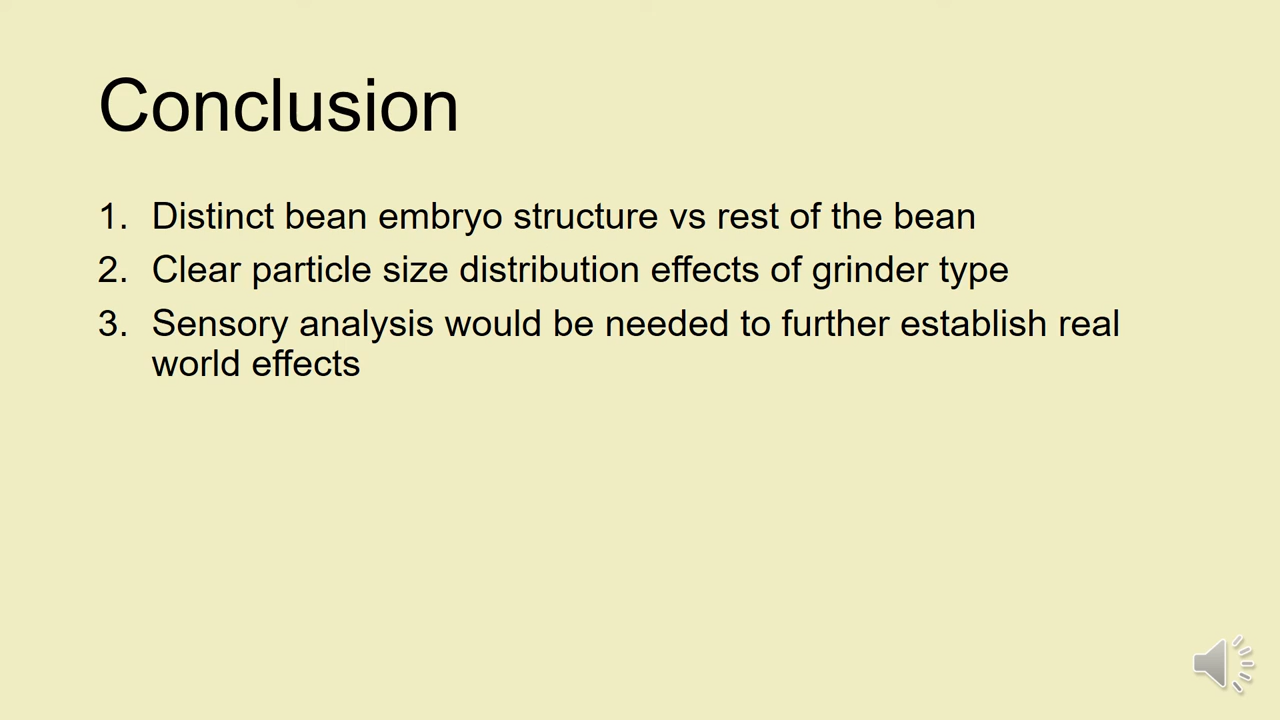 Conclusion
1. Distinct bean embryo structure vs rest of the bean
2. Clear particle size distribution effects of grinder type
3. Sensory analysis would be needed to further establish real
world effects